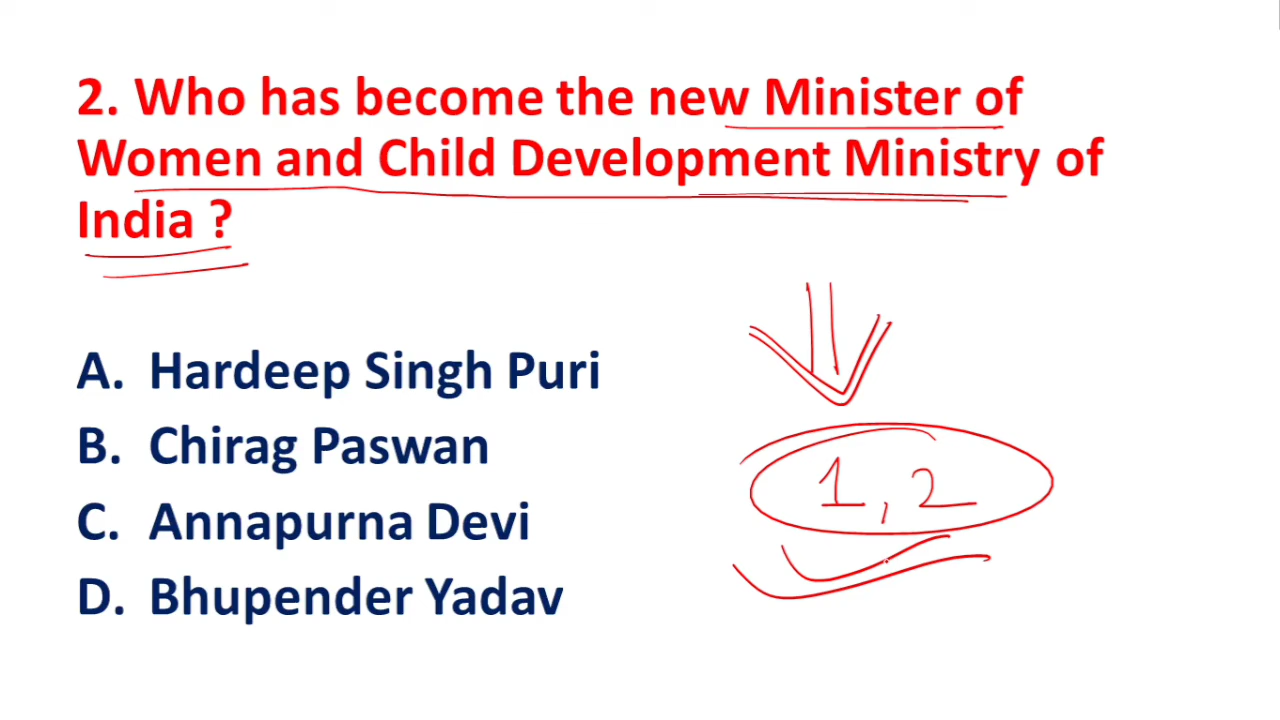 2. Who has become the new Minister of
Women and Child Development Ministry of
India ?
A. Hardeep Singh Puri
B. Chirag Paswan
C. Annapurna Devi
D. Bhupender Yadav
1, 2